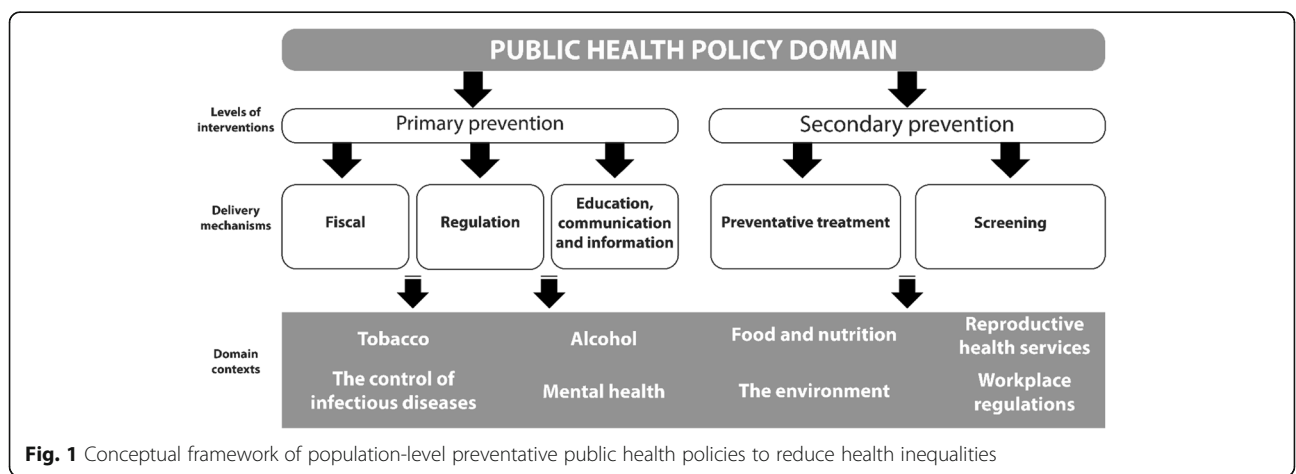 PUBLIC HEALTH POLICY DOMAIN
Levels of
interventions
Primary prevention
Secondary prevention
Delivery
mechanisms
Fiscal
Regulation
Education,
communication
and information
Preventative treatment
Screening
Domain
contexts
Tobacco
Alcohol
Food and nutrition
Reproductive
health services
The control of
infectious diseases
Mental health
The environment
Workplace
regulations
Fig. 1 Conceptual framework of population-level preventative public health policies to reduce health inequalities